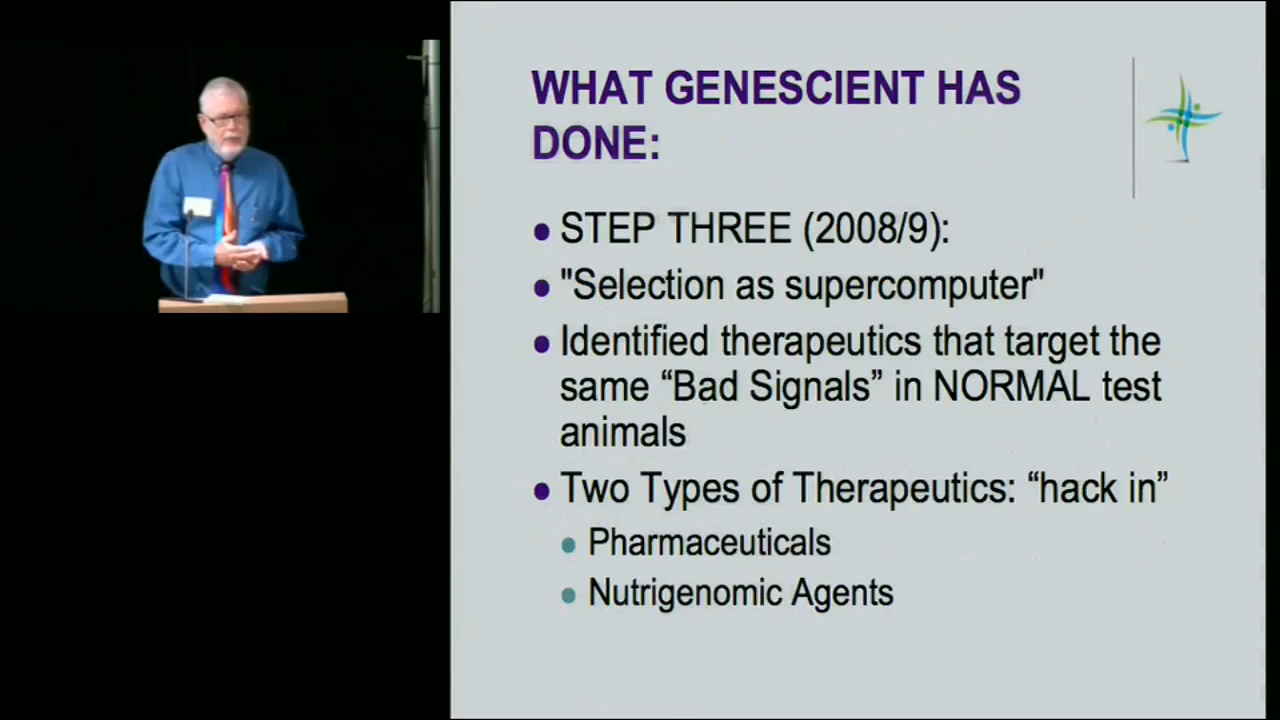 WHAT GENESCIENT HAS
DONE:
• STEP THREE (2008/9):
• "Selection as supercomputer"
• Identified therapeutics that target the
same “Bad Signals” in NORMAL test
animals
• Two Types of Therapeutics: “hack in”
• Pharmaceuticals
• Nutrigenomic Agents